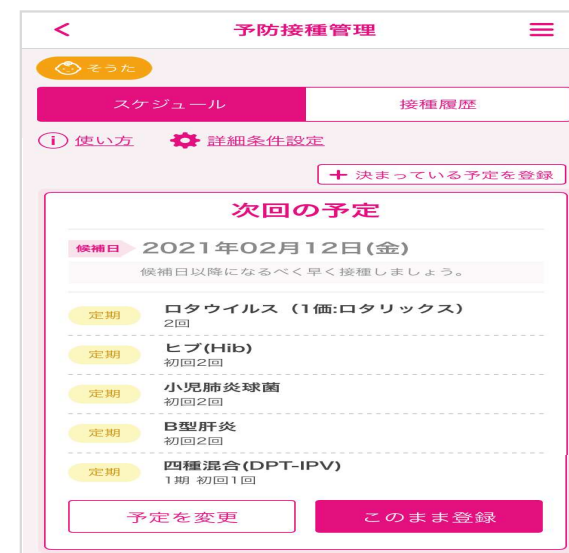 予防接種管理
そうた
スケジュール 接種履歴
使い方 詳細条件設定
決まっている予定を登録
次回の予定
候補日 2021年02月12日(金)
候補日以降になるべく早く接種しましょう。
定期 ロタウイルス（1価:ロタリックス）
2回
定期 ヒブ(Hib)
初回2回
定期 小児肺炎球菌
初回2回
定期 B型肝炎
初回2回
定期 四種混合(DPT-IPV)
1期 初回1回
予定を変更 このまま登録